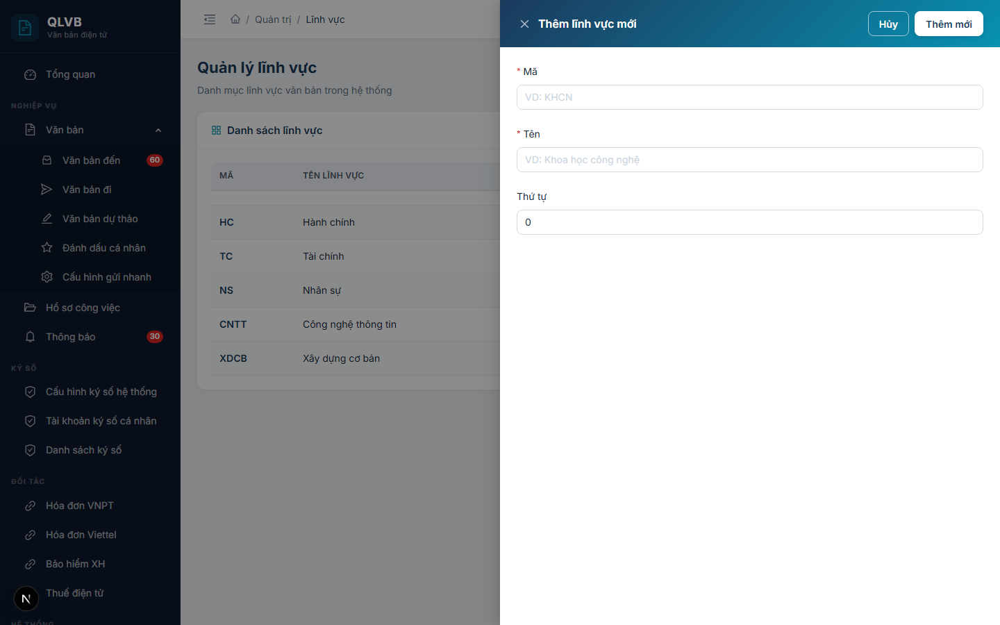 QLVB
Văn bản điện tử
Tổng quan
NGHIỆP VỤ
Văn bản
Văn bản đến 60
Văn bản đi
Văn bản dự thảo
Đánh dấu cá nhân
Cấu hình gửi nhanh
Hồ sơ công việc
Thông báo 30
KÝ SỐ
Cấu hình ký số hệ thống
Tài khoản ký số cá nhân
Danh sách ký số
ĐỐI TÁC
Hóa đơn VNPT
Hóa đơn Viettel
Bảo hiểm XH
Thuế điện tử
HỆ THỐNG
/ Quản trị / Lĩnh vực
Quản lý lĩnh vực
Danh mục lĩnh vực văn bản trong hệ thống
Danh sách lĩnh vực
MÃ TÊN LĨNH VỰC
HC Hành chính
TC Tài chính
NS Nhân sự
CNTT Công nghệ thông tin
XDCB Xây dựng cơ bản
Thêm lĩnh vực mới
Hủy
Thêm mới
* Mã
VD: KHCN
* Tên
VD: Khoa học công nghệ
Thứ tự
0